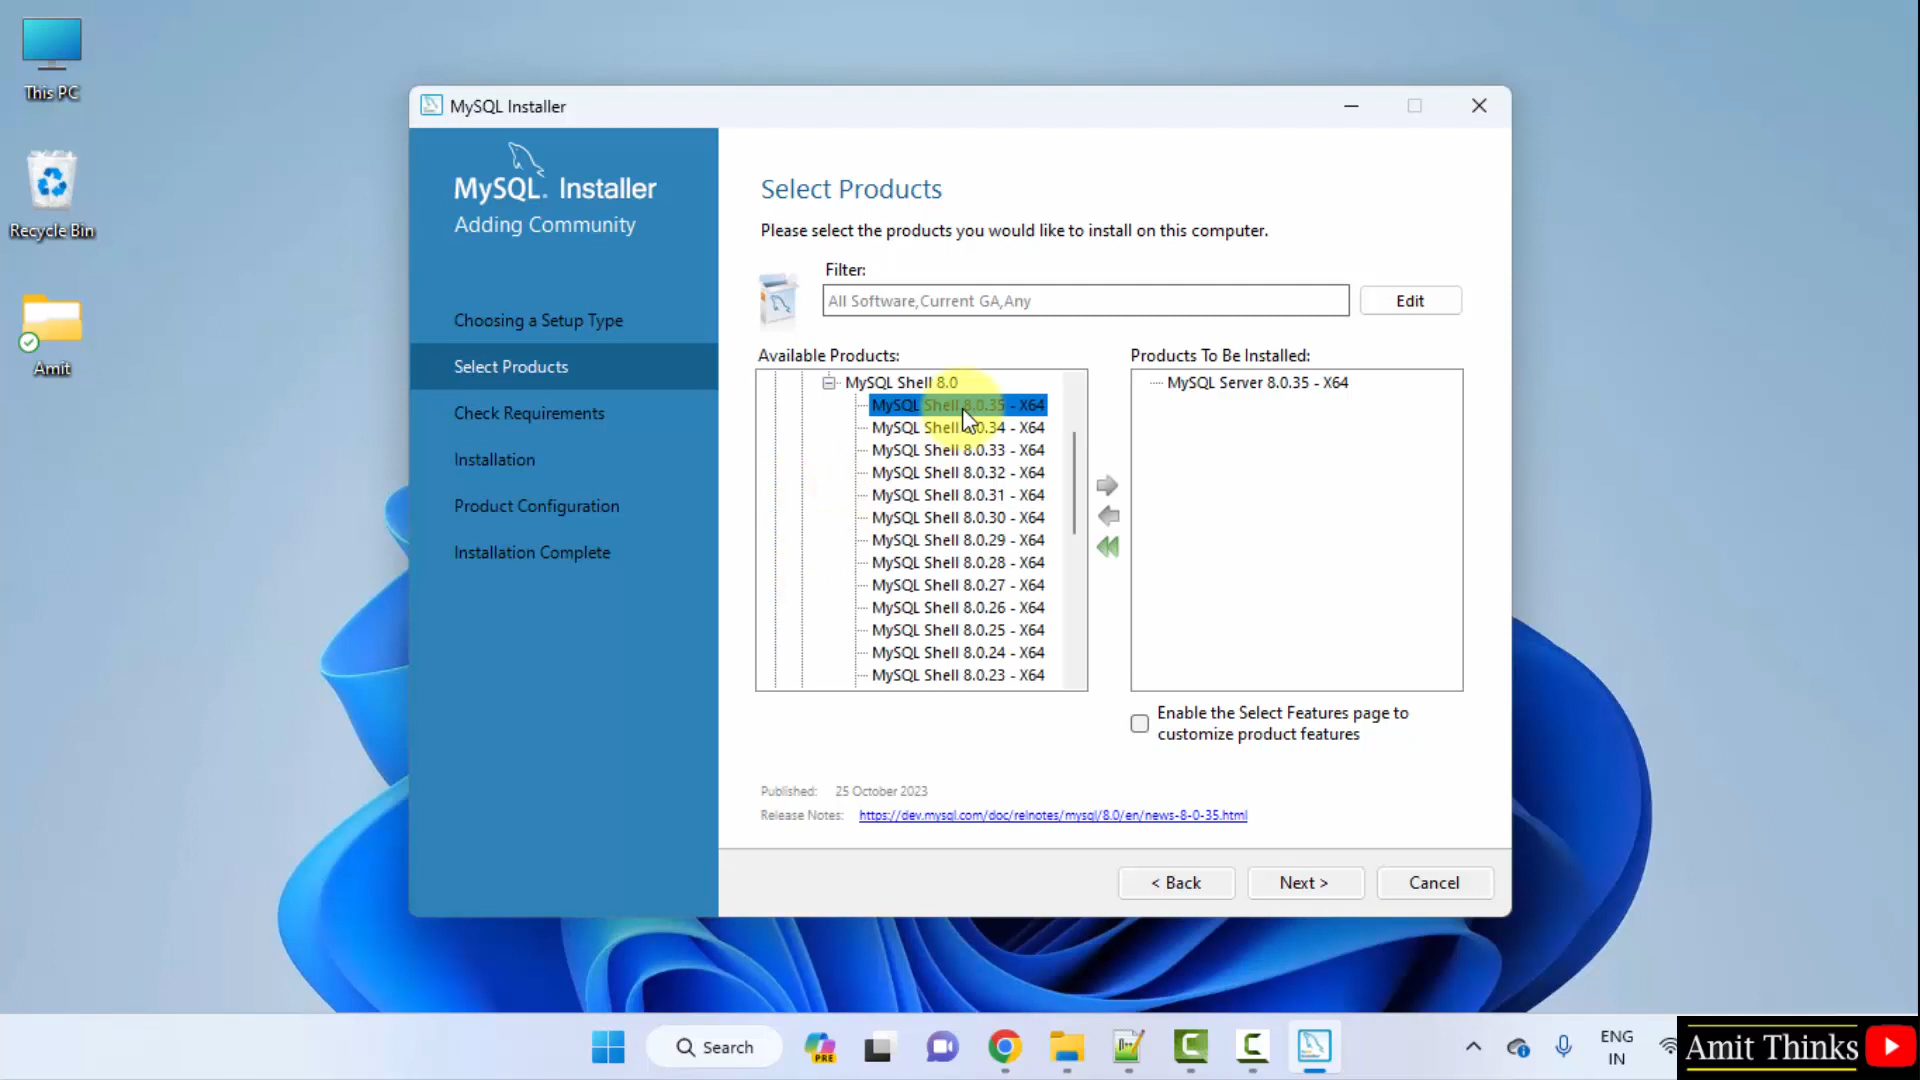 This PC
Recycle Bin
Amit
MySQL Installer
MySQL. Installer
Adding Community
Choosing a Setup Type
Select Products
Check Requirements
Installation
Product Configuration
Installation Complete
Select Products
Please select the products you would like to install on this computer.
Filter:
All Software,Current GA,Any
Edit
Available Products:
MySQL Shell 8.0
MySQL Shell 8.0.35 - X64
MySQL Shell 8.0.34 - X64
MySQL Shell 8.0.33 - X64
MySQL Shell 8.0.32 - X64
MySQL Shell 8.0.31 - X64
MySQL Shell 8.0.30 - X64
MySQL Shell 8.0.29 - X64
MySQL Shell 8.0.28 - X64
MySQL Shell 8.0.27 - X64
MySQL Shell 8.0.26 - X64
MySQL Shell 8.0.25 - X64
MySQL Shell 8.0.24 - X64
MySQL Shell 8.0.23 - X64
Products To Be Installed:
MySQL Server 8.0.35 - X64
Enable the Select Features page to
customize product features
Published: 25 October 2023
Release Notes: https://dev.mysql.com/doc/relnotes/mysql/8.0/en/news-8-0-35.html
< Back
Next >
Cancel
Search
PRE
ENG
IN
Amit Thinks